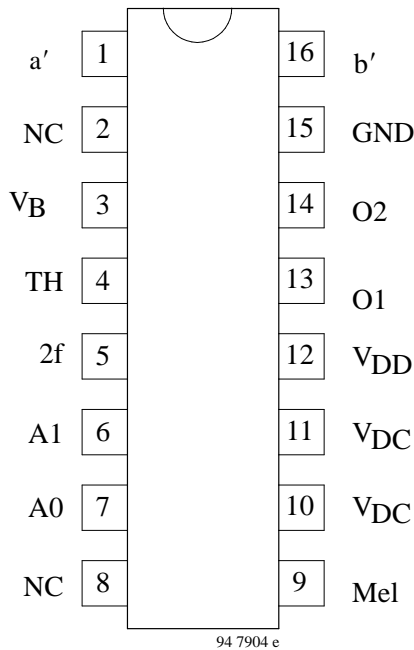 a′ 1 16 b′
NC 2 15 GND
VB 3 14 O2
TH 4 13 O1
2f 5 12 VDD
A1 6 11 VDC
A0 7 10 VDC
NC 8 9 Mel
94 7904 e